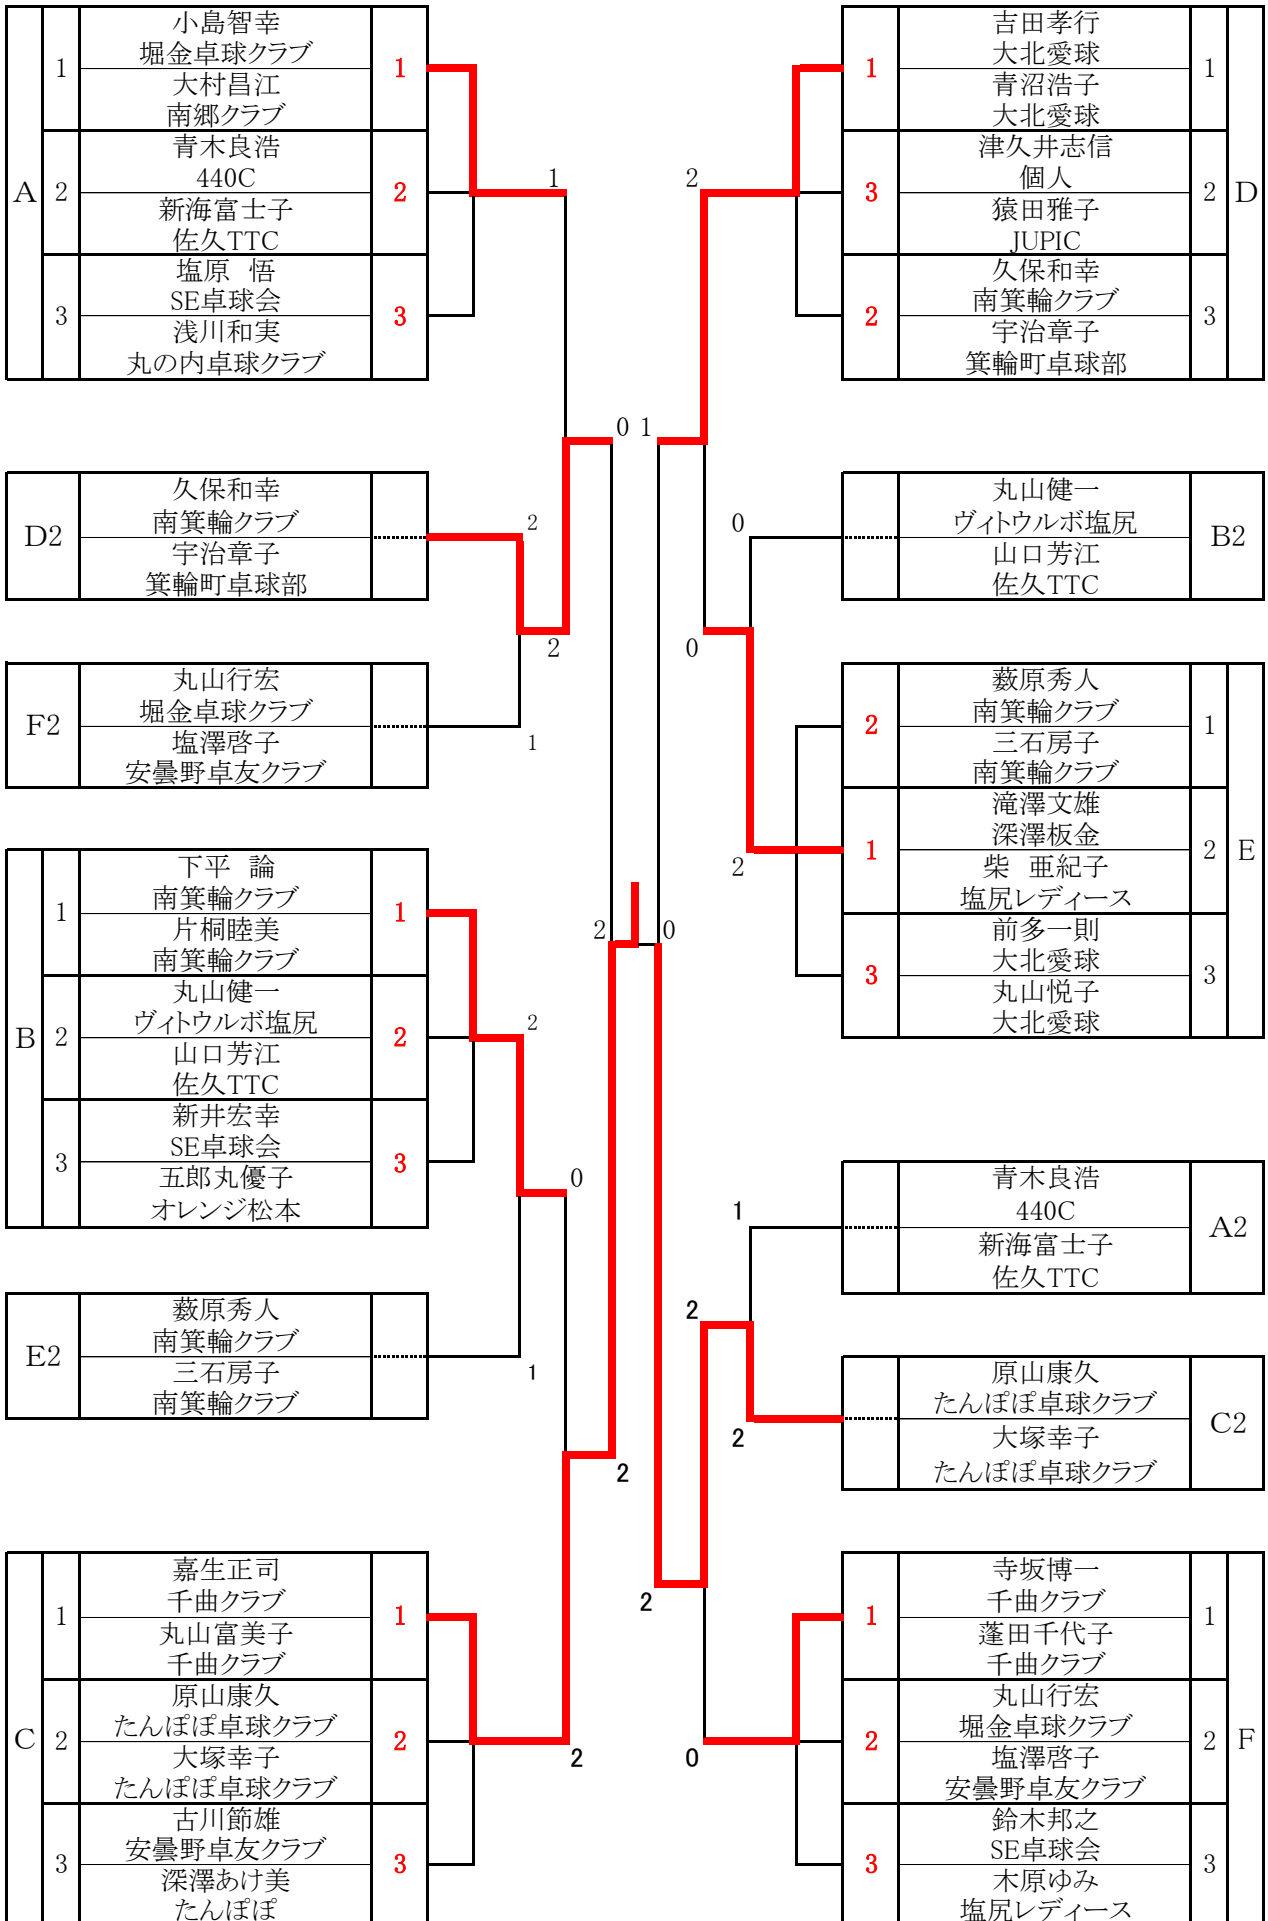 A
1
小島智幸
堀金卓球クラブ
大村昌江
南郷クラブ
1
2
青木良浩
440C
新海富士子
佐久TTC
2
3
塩原　悟
SE卓球会
浅川和実
丸の内卓球クラブ
3
1
D2
久保和幸
南箕輪クラブ
宇治章子
箕輪町卓球部
2
2
F2
丸山行宏
堀金卓球クラブ
塩澤啓子
安曇野卓友クラブ
1
0
B
1
下平　論
南箕輪クラブ
片桐睦美
南箕輪クラブ
1
2
丸山健一
ヴィトウルボ塩尻
山口芳江
佐久TTC
2
3
新井宏幸
SE卓球会
五郎丸優子
オレンジ松本
3
2
0
E2
薮原秀人
南箕輪クラブ
三石房子
南箕輪クラブ
1
2
2
C
1
嘉生正司
千曲クラブ
丸山富美子
千曲クラブ
1
2
原山康久
たんぽぽ卓球クラブ
大塚幸子
たんぽぽ卓球クラブ
2
3
古川節雄
安曇野卓友クラブ
深澤あけ美
たんぽぽ
3
2
2
1
吉田孝行
大北愛球
青沼浩子
大北愛球
1
3
津久井志信
個人
猿田雅子
JUPIC
2
D
2
久保和幸
南箕輪クラブ
宇治章子
箕輪町卓球部
3
1
0
丸山健一
ヴィトウルボ塩尻
山口芳江
佐久TTC
B2
0
2
薮原秀人
南箕輪クラブ
三石房子
南箕輪クラブ
1
2
1
滝澤文雄
深澤板金
柴　亜紀子
塩尻レディース
2
E
3
前多一則
大北愛球
丸山悦子
大北愛球
3
0
1
青木良浩
440C
新海富士子
佐久TTC
A2
2
2
原山康久
たんぽぽ卓球クラブ
大塚幸子
たんぽぽ卓球クラブ
C2
2
1
寺坂博一
千曲クラブ
蓬田千代子
千曲クラブ
1
0
2
丸山行宏
堀金卓球クラブ
塩澤啓子
安曇野卓友クラブ
2
F
3
鈴木邦之
SE卓球会
木原ゆみ
塩尻レディース
3